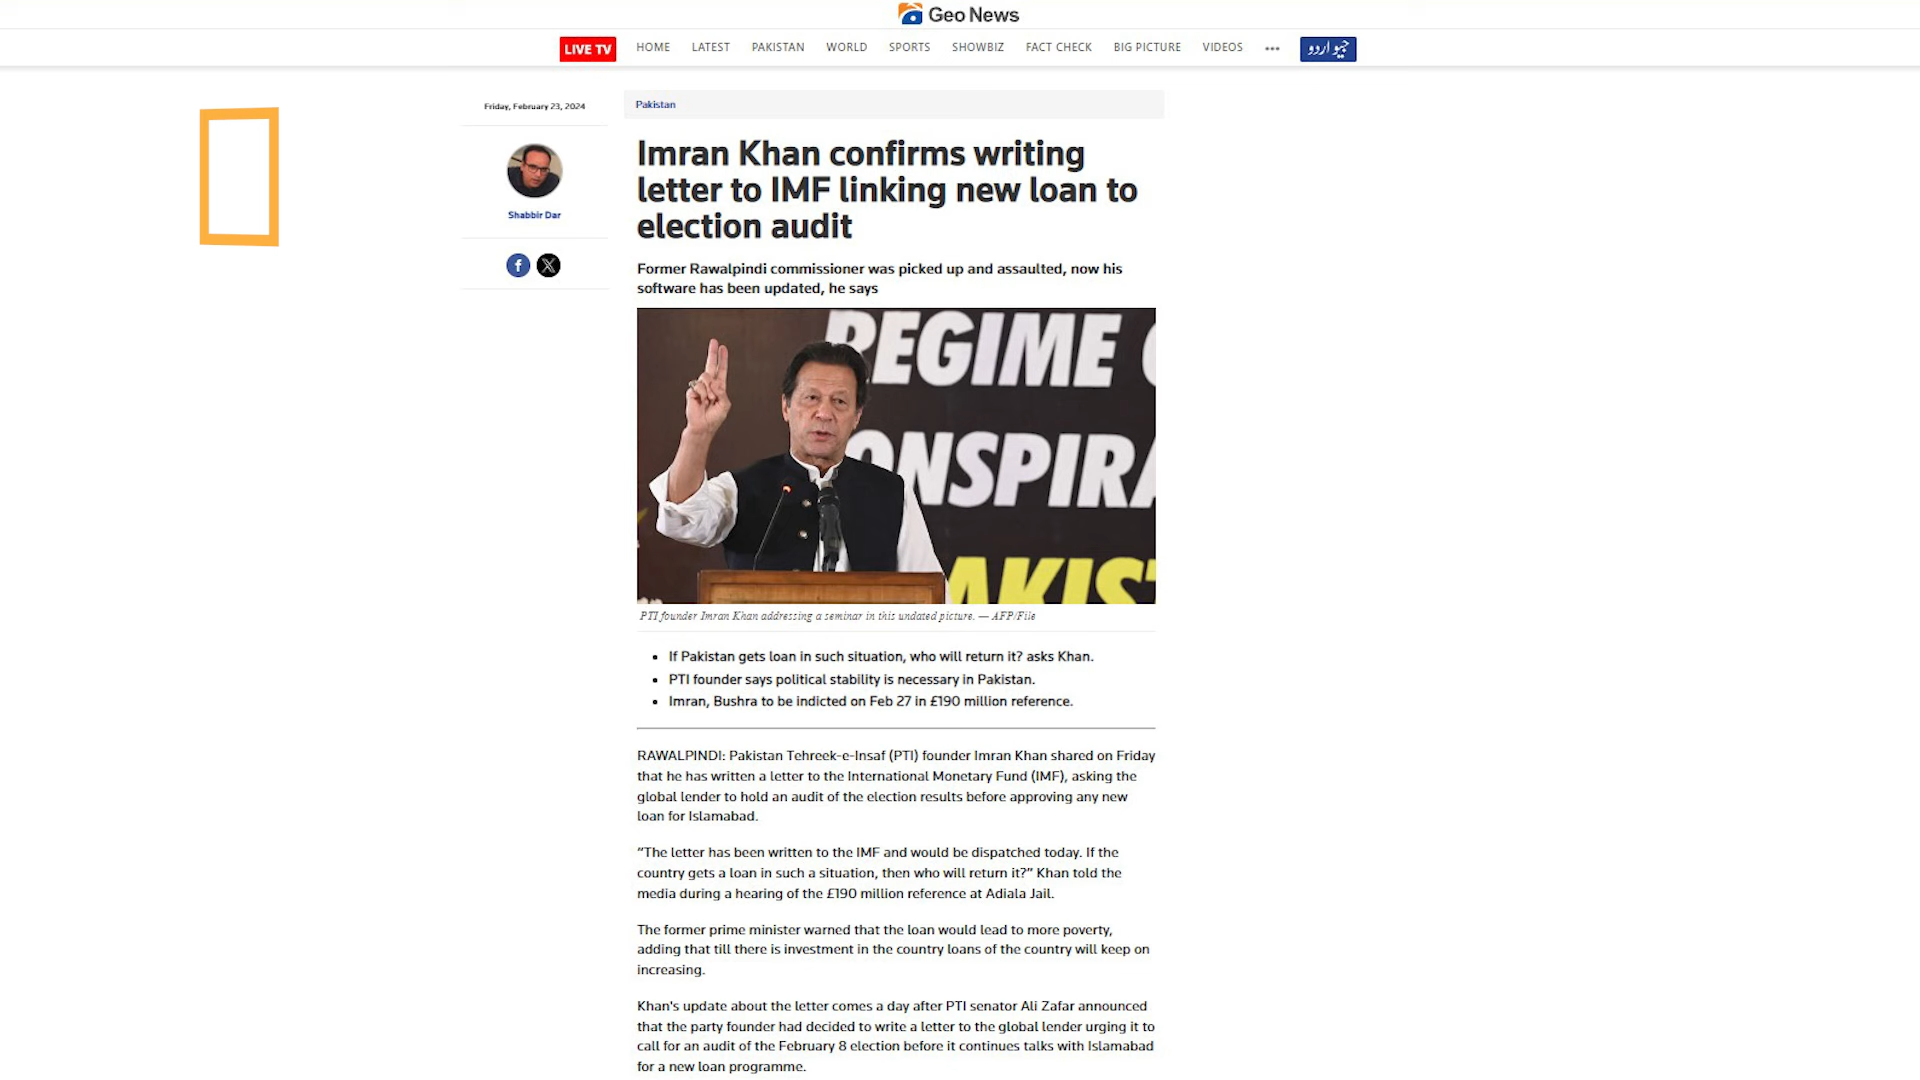 Geo News
LIVE TV HOME LATEST PAKISTAN WORLD SPORTS SHOWBIZ FACT CHECK BIG PICTURE VIDEOS ••• جیو اردو
Friday, February 23, 2024
Shabbir Dar
Pakistan
Imran Khan confirms writing
letter to IMF linking new loan to
election audit
Former Rawalpindi commissioner was picked up and assaulted, now his
software has been updated, he says
REGIME C
ONSPIRA
AKIST
PTI founder Imran Khan addressing a seminar in this undated picture. — AFP/File
• If Pakistan gets loan in such situation, who will return it? asks Khan.
• PTI founder says political stability is necessary in Pakistan.
• Imran, Bushra to be indicted on Feb 27 in £190 million reference.
RAWALPINDI: Pakistan Tehreek-e-Insaf (PTI) founder Imran Khan shared on Friday
that he has written a letter to the International Monetary Fund (IMF), asking the
global lender to hold an audit of the election results before approving any new
loan for Islamabad.
“The letter has been written to the IMF and would be dispatched today. If the
country gets a loan in such a situation, then who will return it?” Khan told the
media during a hearing of the £190 million reference at Adiala Jail.
The former prime minister warned that the loan would lead to more poverty,
adding that till there is investment in the country loans of the country will keep on
increasing.
Khan's update about the letter comes a day after PTI senator Ali Zafar announced
that the party founder had decided to write a letter to the global lender urging it to
call for an audit of the February 8 election before it continues talks with Islamabad
for a new loan programme.